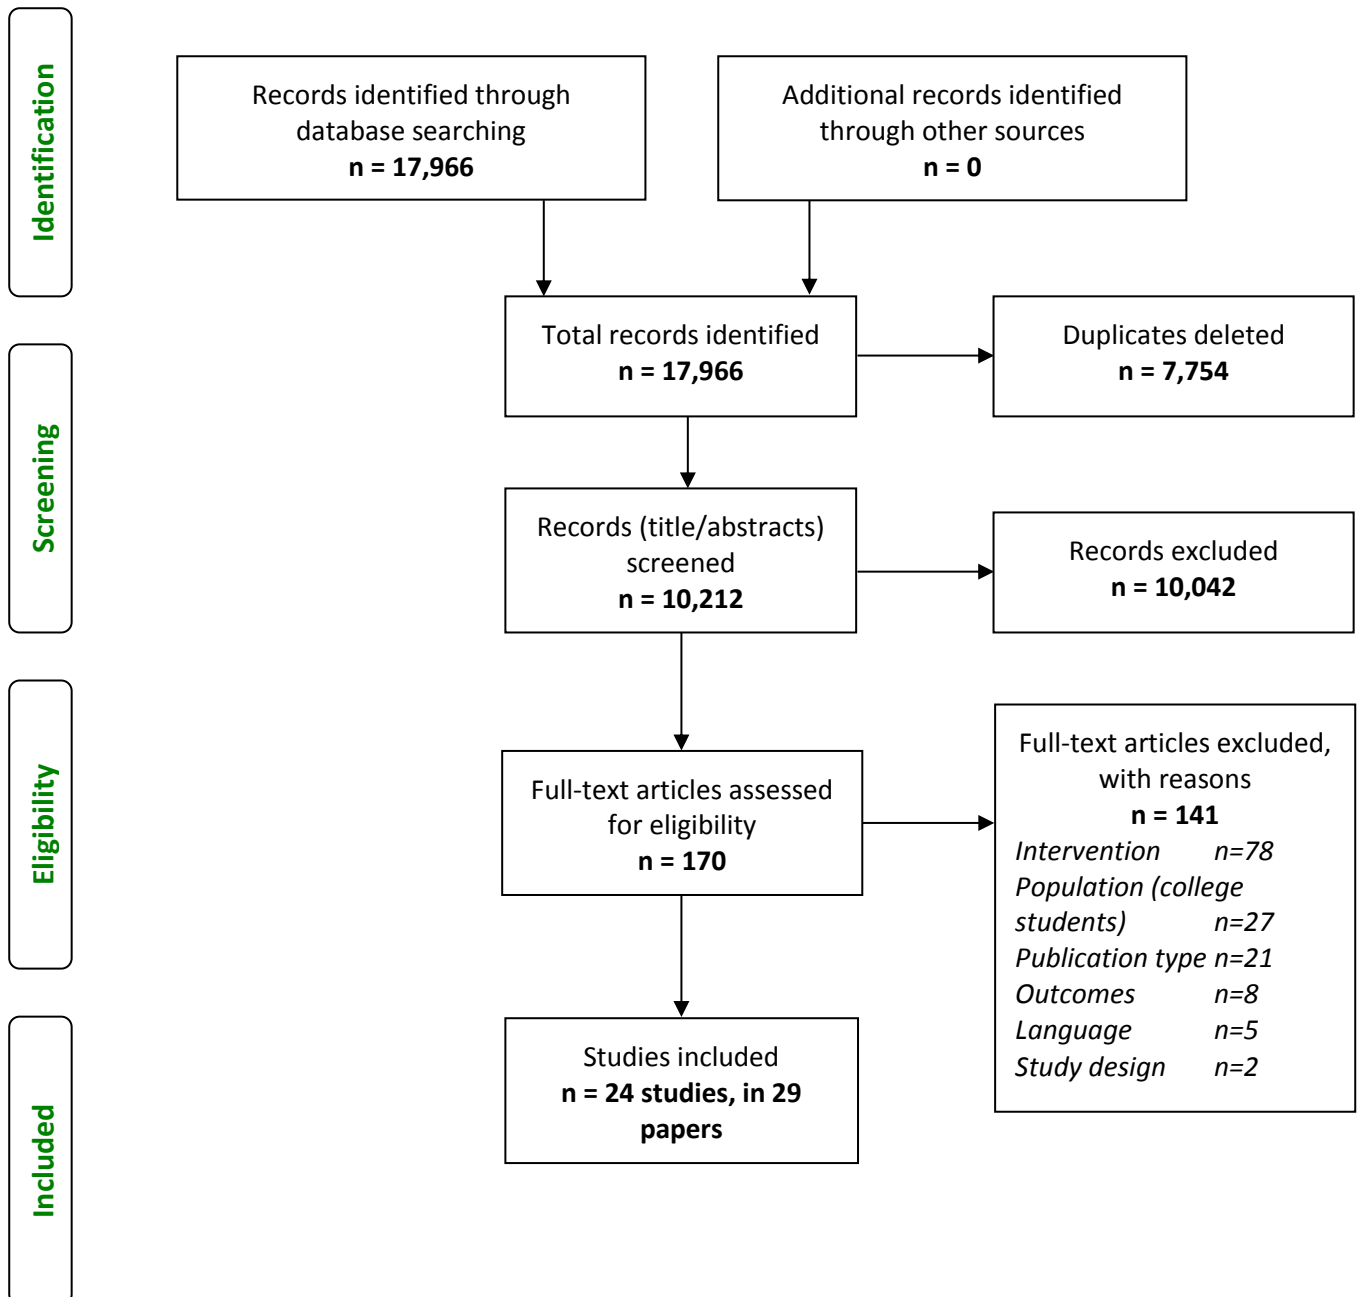 Identification
Records identified through
database searching
n = 17,966
Additional records identified
through other sources
n = 0
Total records identified
n = 17,966
Duplicates deleted
n = 7,754
Screening
Records (title/abstracts)
screened
n = 10,212
Records excluded
n = 10,042
Eligibility
Full-text articles assessed
for eligibility
n = 170
Full-text articles excluded,
with reasons
n = 141
Intervention n=78
Population (college
students) n=27
Publication type n=21
Outcomes n=8
Language n=5
Study design n=2
Included
Studies included
n = 24 studies, in 29
papers